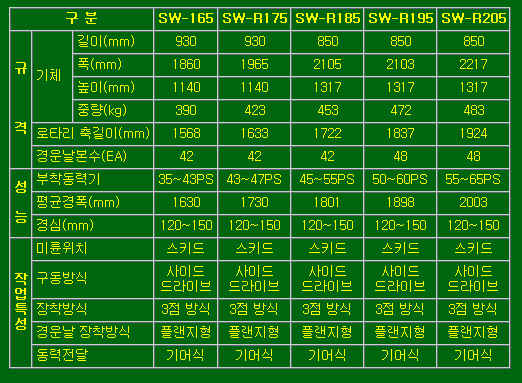 구 분 SW-165 SW-R175 SW-R185 SW-R195 SW-R205
규 격 기체 길이(mm) 930 930 850 850 850
폭(mm) 1860 1965 2105 2103 2217
높이(mm) 1140 1140 1317 1317 1317
중량(kg) 390 423 453 472 483
로타리 축길이(mm) 1568 1633 1722 1837 1924
경운날본수(EA) 42 42 42 48 48
성 능 부착동력기 35~43PS 43~47PS 45~55PS 50~60PS 55~65PS
평균경폭(mm) 1630 1730 1801 1898 2003
경심(mm) 120~150 120~150 120~150 120~150 120~150
작업특성 미륜위치 스키드 스키드 스키드 스키드 스키드
구동방식 사이드 사이드 사이드 사이드 사이드
드라이브 드라이브 드라이브 드라이브 드라이브
장착방식 3점 방식 3점 방식 3점 방식 3점 방식 3점 방식
경운날 장착방식 플랜지형 플랜지형 플랜지형 플랜지형 플랜지형
동력전달 기어식 기어식 기어식 기어식 기어식